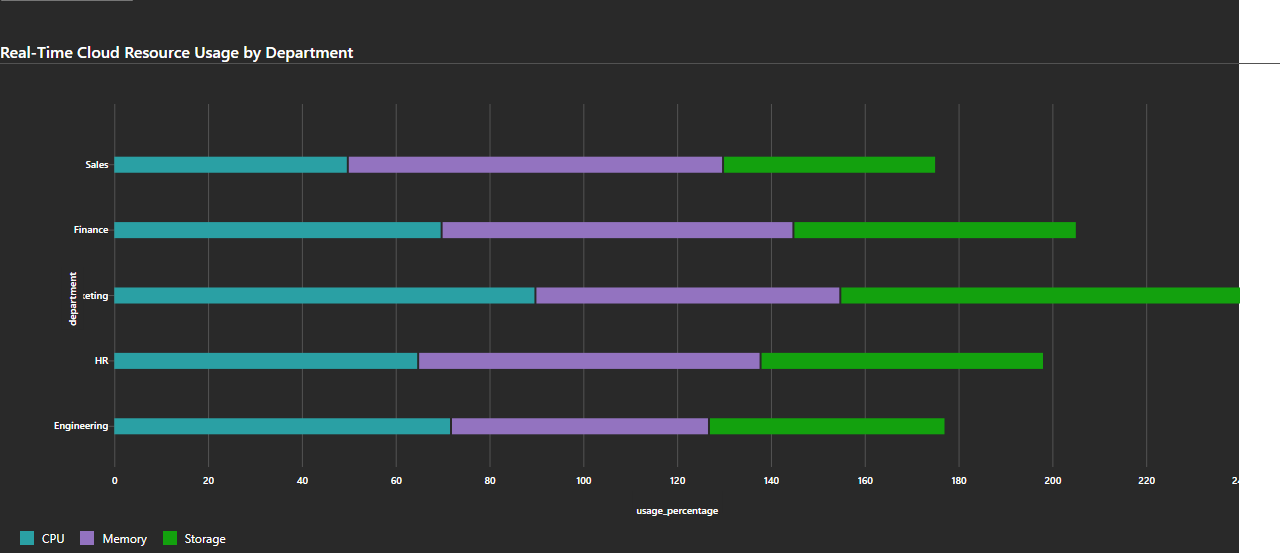 Real-Time Cloud Resource Usage by Department
Sales
Finance
department
HR
Engineering
0 20 40 60 80 100 120 140 160 180 200 220
usage_percentage
CPU Memory Storage